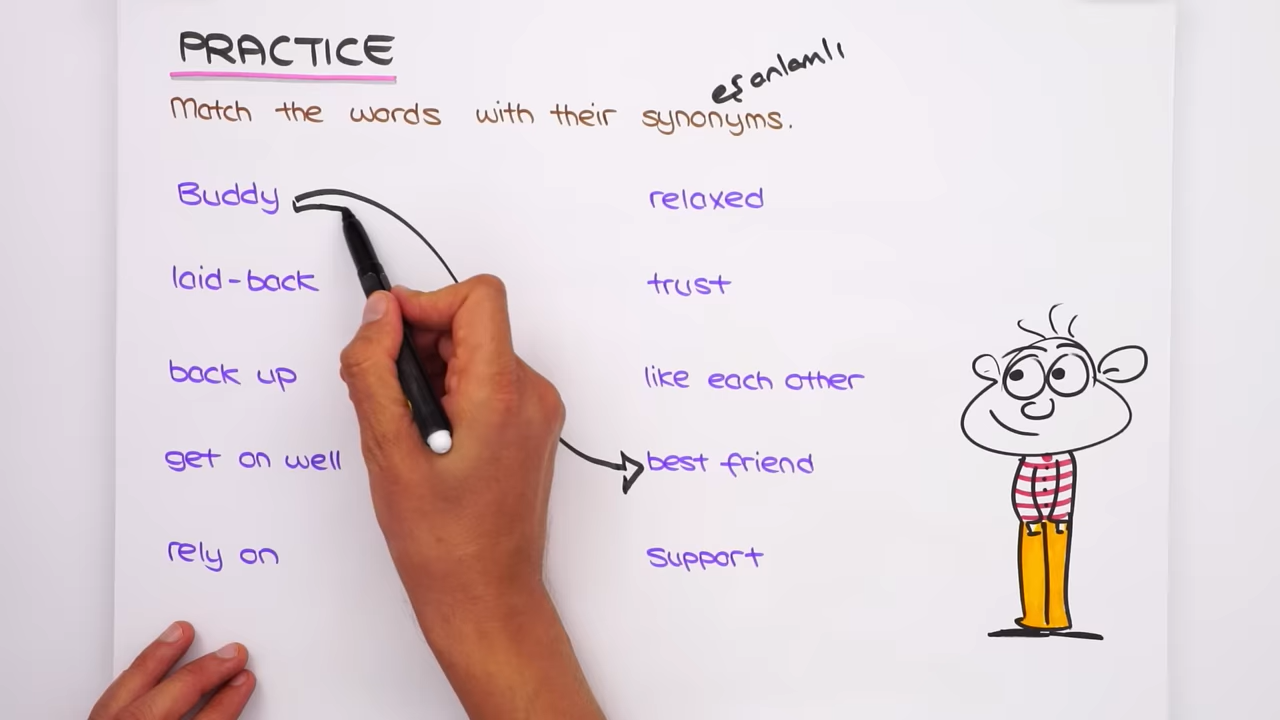 PRACTICE
eş anlamlı
Match the words with their synonyms.
Buddy relaxed
laid-back trust
back up like each other
get on well best friend
rely on support